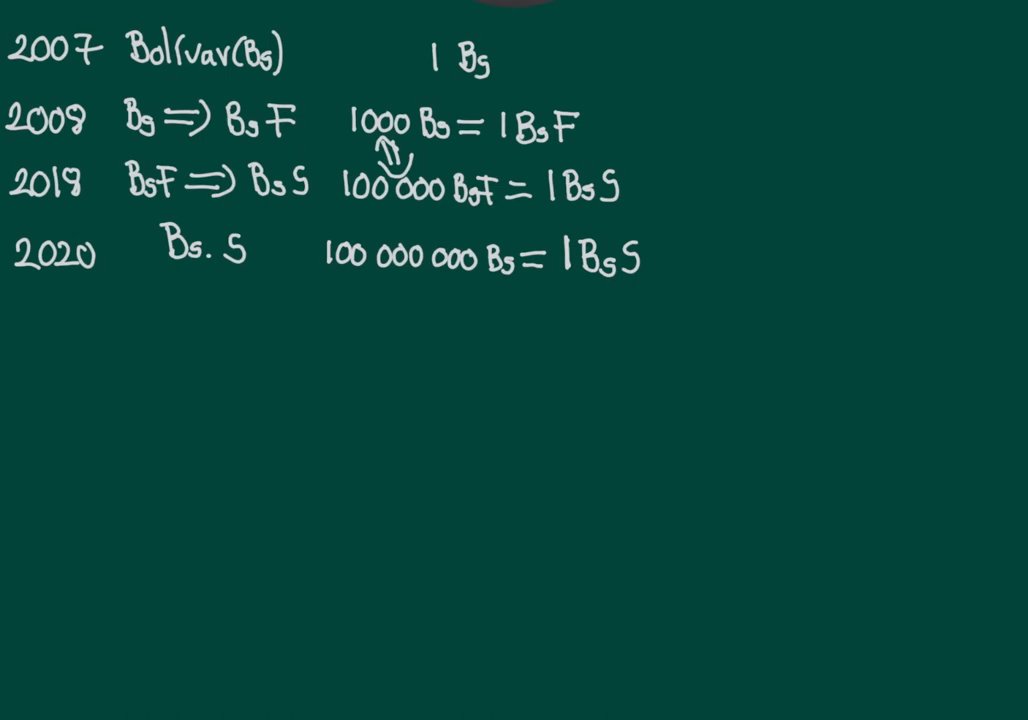 2007 Bolívar(Bs) 1 Bs
2008 Bs ⇒ BsF 1000 Bs = 1 BsF
2018 BsF ⇒ BsS 100 000 BsF = 1 BsS
2020 Bs. S 100 000 000 Bs = 1 BsS